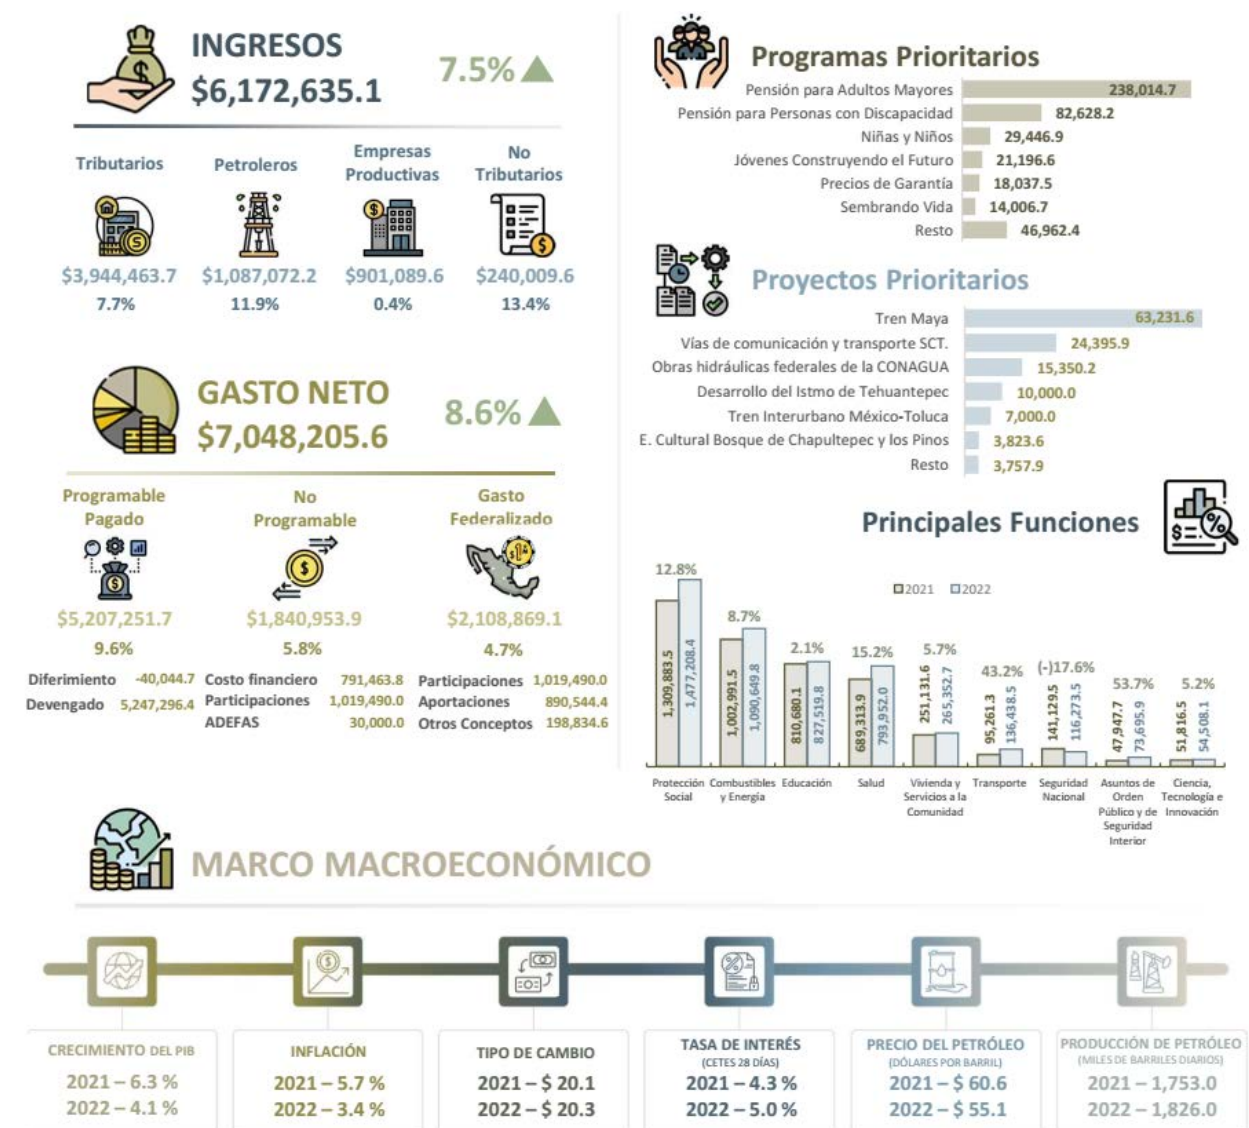 INGRESOS
$6,172,635.1
7.5%
Tributarios
Petroleros
Empresas
Productivas
No
Tributarios
$3,944,463.7
$1,087,072.2
$901,089.6
$240,009.6
7.7%
11.9%
0.4%
13.4%
GASTO NETO
$7,048,205.6
8.6%
Programable
Pagado
No
Programable
Gasto
Federalizado
$5,207,251.7
$1,840,953.9
$2,108,869.1
9.6%
5.8%
4.7%
Diferimiento -40,044.7
Devengado 5,247,296.4
Costo financiero 791,463.8
Participaciones 1,019,490.0
ADEFAS 30,000.0
Participaciones 1,019,490.0
Aportaciones 890,544.4
Otros Conceptos 198,834.6
Programas Prioritarios
Pensión para Adultos Mayores 238,014.7
Pensión para Personas con Discapacidad 82,628.2
Niñas y Niños 29,446.9
Jóvenes Construyendo el Futuro 21,196.6
Precios de Garantía 18,037.5
Sembrando Vida 14,006.7
Resto 46,962.4
Proyectos Prioritarios
Tren Maya 63,231.6
Vías de comunicación y transporte SCT. 24,395.9
Obras hidráulicas federales de la CONAGUA 15,350.2
Desarrollo del Istmo de Tehuantepec 10,000.0
Tren Interurbano México-Toluca 7,000.0
E. Cultural Bosque de Chapultepec y los Pinos 3,823.6
Resto 3,757.9
Principales Funciones
2021 2022
12.8%
1,309,883.5
1,477,208.4
Protección
Social
8.7%
1,002,991.5
1,090,649.8
Combustibles
y Energía
2.1%
810,680.1
827,519.8
Educación
15.2%
689,313.9
793,952.0
Salud
5.7%
251,131.6
265,352.7
Vivienda y
Servicios a la
Comunidad
43.2%
95,261.3
136,438.5
Transporte
(-)17.6%
141,129.5
116,273.5
Seguridad
Nacional
53.7%
47,947.7
73,695.9
Asuntos de
Orden
Público y de
Seguridad
Interior
5.2%
51,816.5
54,508.1
Ciencia,
Tecnología e
Innovación
MARCO MACROECONÓMICO
CRECIMIENTO DEL PIB
2021 – 6.3 %
2022 – 4.1 %
INFLACIÓN
2021 – 5.7 %
2022 – 3.4 %
TIPO DE CAMBIO
2021 – $ 20.1
2022 – $ 20.3
TASA DE INTERÉS
(CETES 28 DÍAS)
2021 – 4.3 %
2022 – 5.0 %
PRECIO DEL PETRÓLEO
(DÓLARES POR BARRIL)
2021 – $ 60.6
2022 – $ 55.1
PRODUCCIÓN DE PETRÓLEO
(MILES DE BARRILES DIARIOS)
2021 – 1,753.0
2022 – 1,826.0